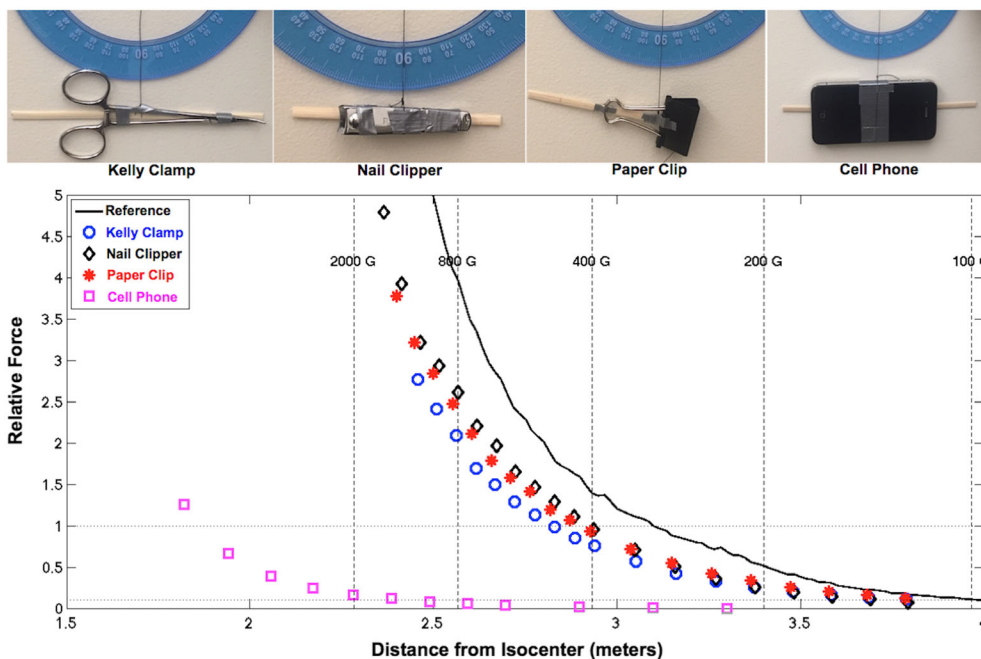 Kelly Clamp
Nail Clipper
Paper Clip
Cell Phone
Reference
Kelly Clamp
Nail Clipper
Paper Clip
Cell Phone
2000 G
800 G
400 G
200 G
100 G
5
4.5
4
3.5
3
2.5
2
1.5
1
0.5
0
Relative Force
1.5
2
2.5
3
3.5
4
Distance from Isocenter (meters)